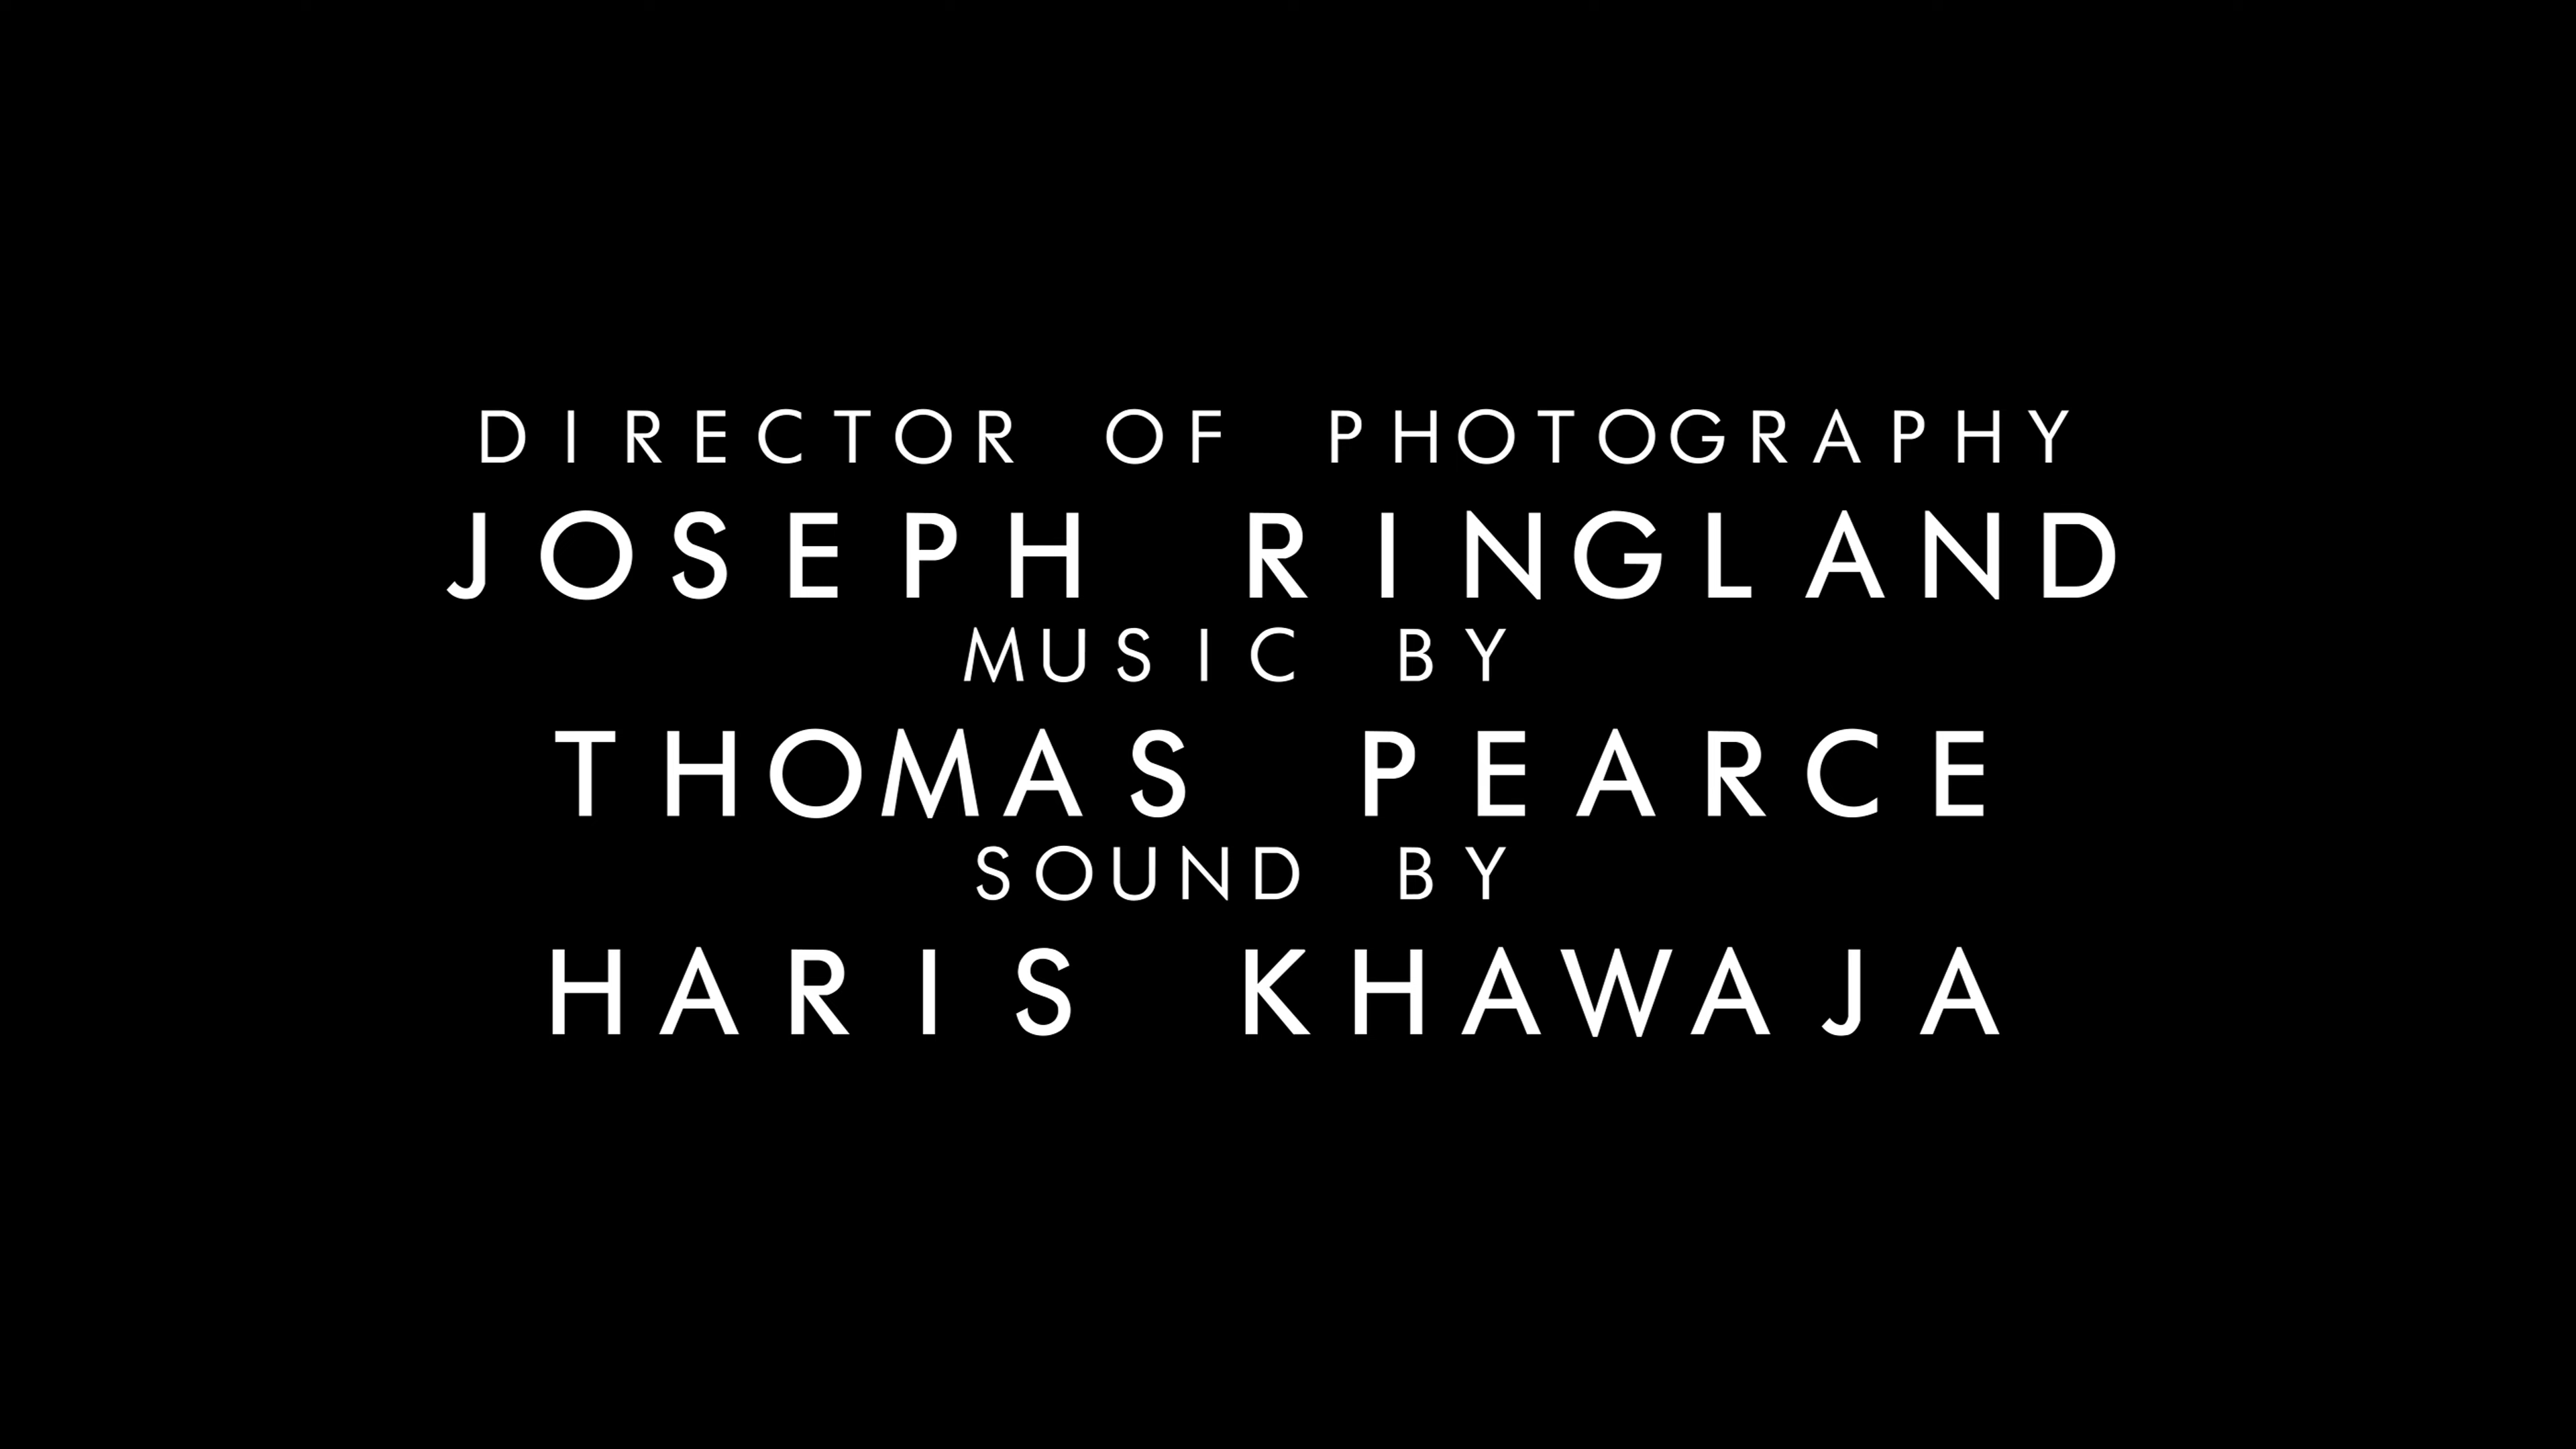 DIRECTOR OF PHOTOGRAPHY
JOSEPH RINGLAND
MUSIC BY
THOMAS PEARCE
SOUND BY
HARIS KHAWAJA